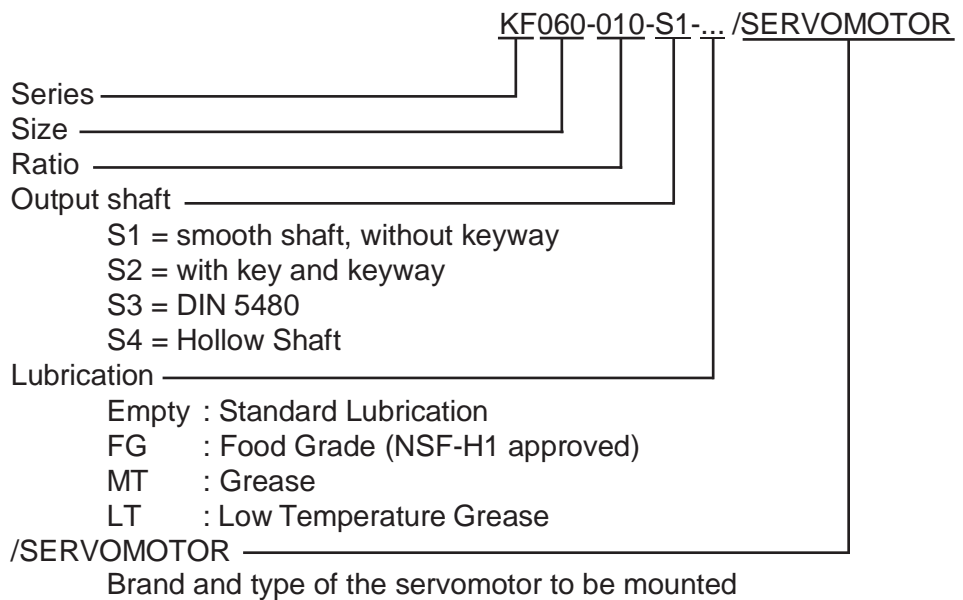 KF060-010-S1-... /SERVOMOTOR
Series
Size
Ratio
Output shaft
S1 = smooth shaft, without keyway
S2 = with key and keyway
S3 = DIN 5480
S4 = Hollow Shaft
Lubrication
Empty : Standard Lubrication
FG : Food Grade (NSF-H1 approved)
MT : Grease
LT : Low Temperature Grease
/SERVOMOTOR
Brand and type of the servomotor to be mounted